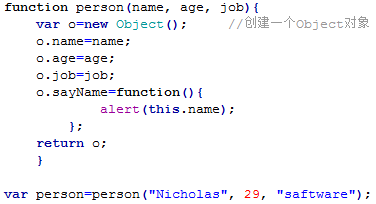 function person(name, age, job){
    var o=new Object();     //创建一个Object对象
    o.name=name;
    o.age=age;
    o.job=job;
    o.sayName=function(){
            alert(this.name);
        };
    return o;
    }
var person=person("Nicholas", 29, "saftware");